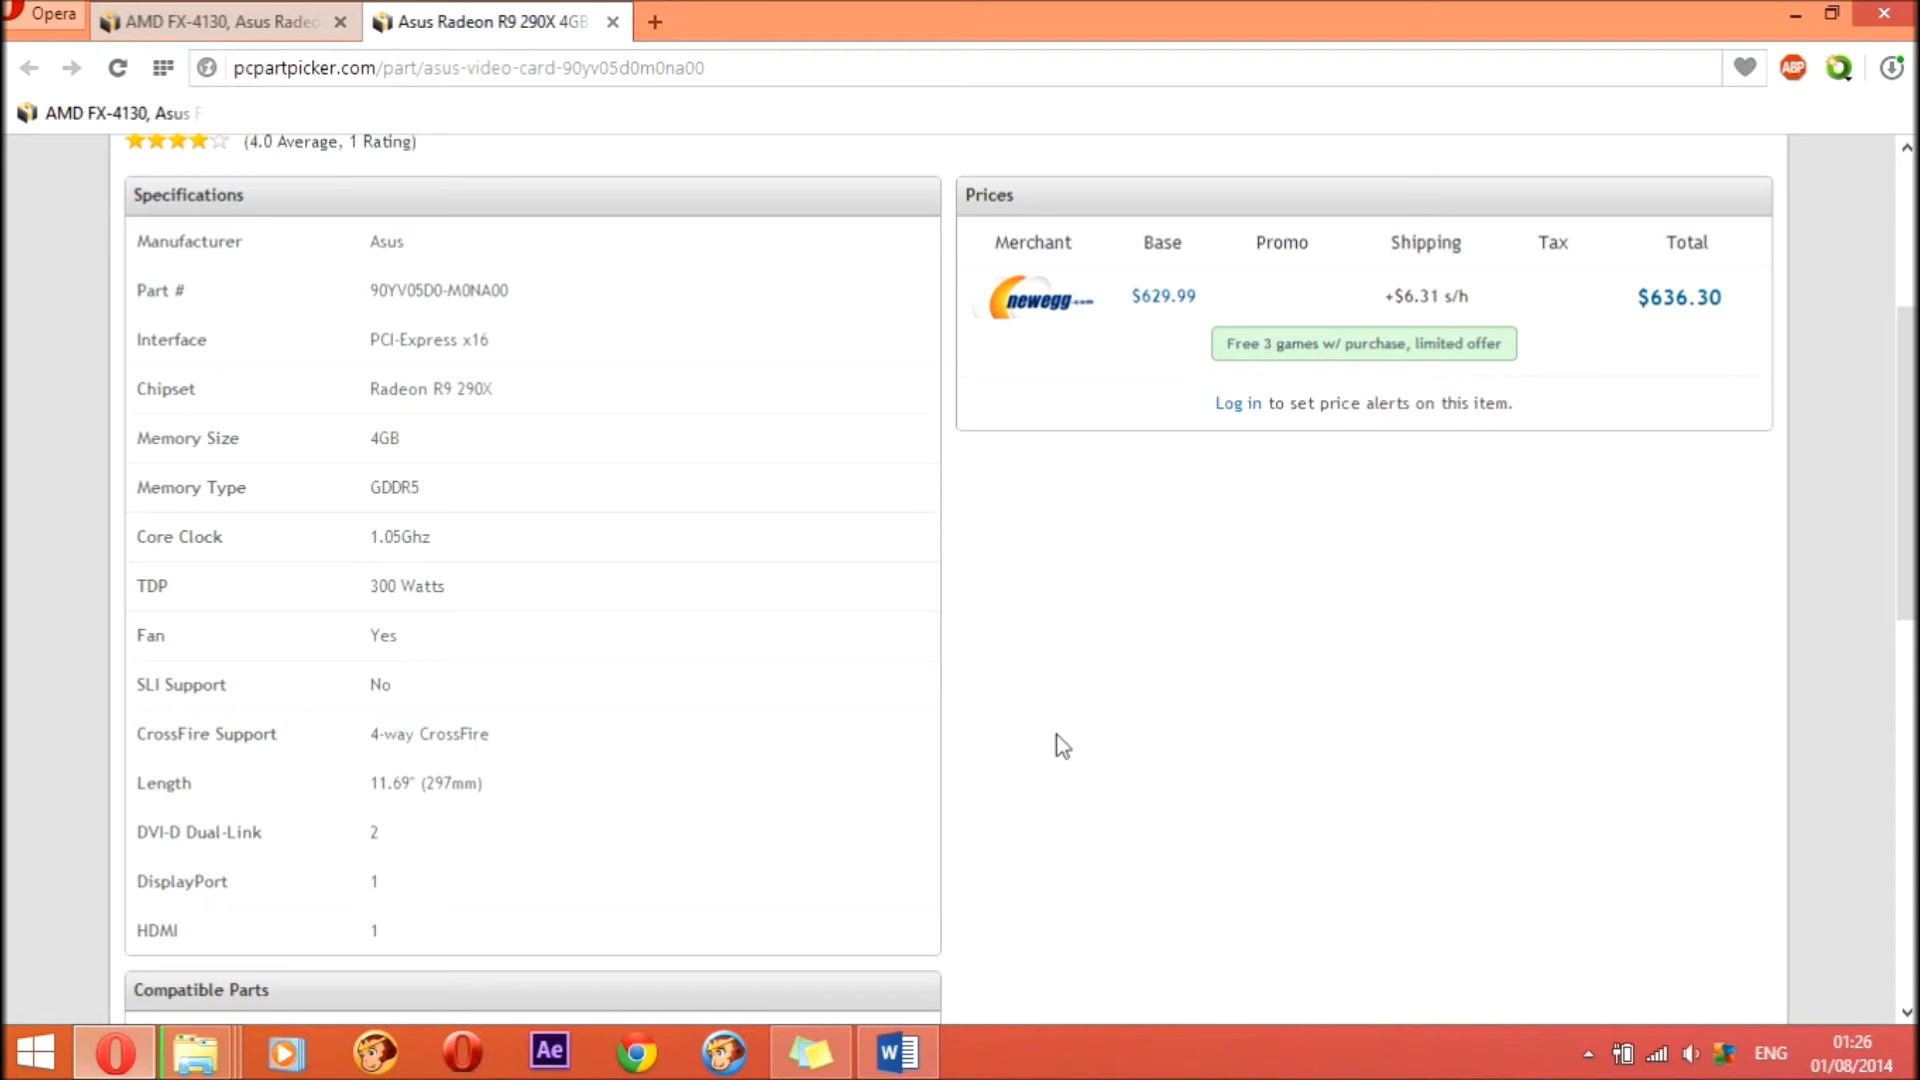 Opera
AMD FX-4130, Asus Radeo
Asus Radeon R9 290X 4GB
pcpartpicker.com/part/asus-video-card-90yv05d0m0na00
ABP
AMD FX-4130, Asus
(4.0 Average, 1 Rating)
Specifications
Manufacturer Asus
Part # 90YV05D0-M0NA00
Interface PCI-Express x16
Chipset Radeon R9 290X
Memory Size 4GB
Memory Type GDDR5
Core Clock 1.05Ghz
TDP 300 Watts
Fan Yes
SLI Support No
CrossFire Support 4-way CrossFire
Length 11.69" (297mm)
DVI-D Dual-Link 2
DisplayPort 1
HDMI 1
Compatible Parts
Prices
Merchant Base Promo Shipping Tax Total
newegg.com $629.99 +$6.31 s/h $636.30
Free 3 games w/ purchase, limited offer
Log in to set price alerts on this item.
Ae
W
ENG
01:26
01/08/2014